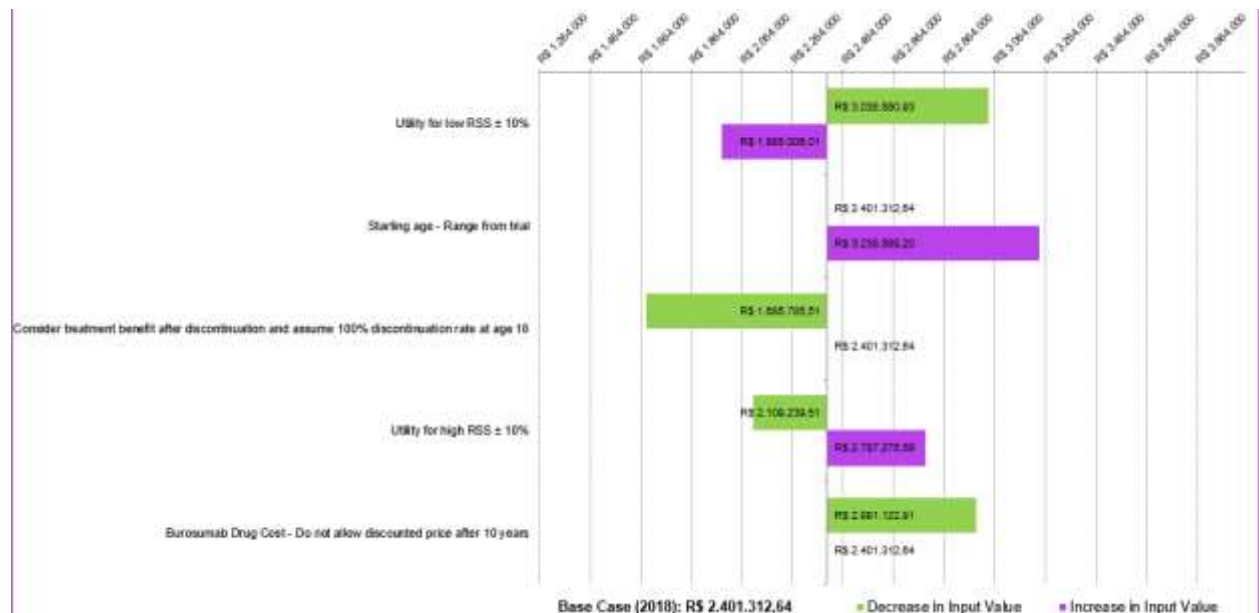 R$ 1.264.000 R$ 1.464.000 R$ 1.664.000 R$ 1.864.000 R$ 2.064.000 R$ 2.264.000 R$ 2.464.000 R$ 2.664.000 R$ 2.864.000 R$ 3.064.000 R$ 3.264.000 R$ 3.464.000 R$ 3.664.000 R$ 3.864.000
Utility for low RSS ± 10%
Starting age - Range from trial
R$ 2.401.312,64
Consider treatment benefit after discontinuation and assume 100% discontinuation rate at age 18
R$ 2.401.312,64
R$ 2.109.239,51
Utility for high RSS ± 10%
Burosumab Drug Cost - Do not allow discounted price after 10 years
R$ 2.401.312,64
Base Case (2018): R$ 2.401.312,64
Decrease in Input Value
Increase in Input Value